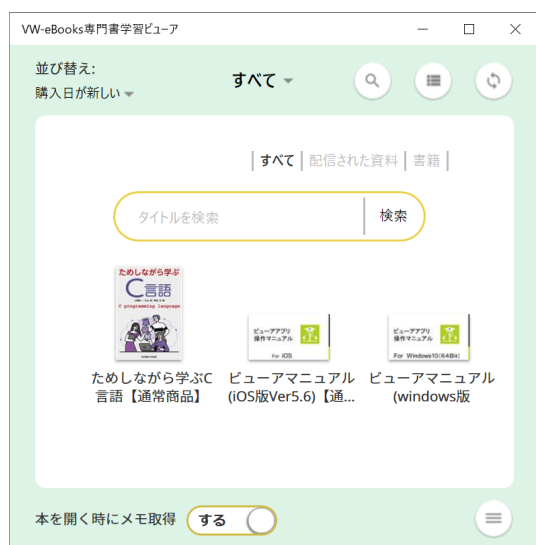 VW-eBooks専門書学習ビューア
並び替え:
購入日が新しい
すべて
すべて
配信された資料
書籍
タイトルを検索
検索
ためしながら学ぶ
C言語
C programming language
ビューアアプリ
操作マニュアル
For iOS
ビューアアプリ
操作マニュアル
For Windows10(64Bit)
ためしながら学ぶC
言語【通常商品】
ビューアマニュアル
(iOS版Ver5.6)【通...
ビューアマニュアル
(windows版
本を開く時にメモ取得
する